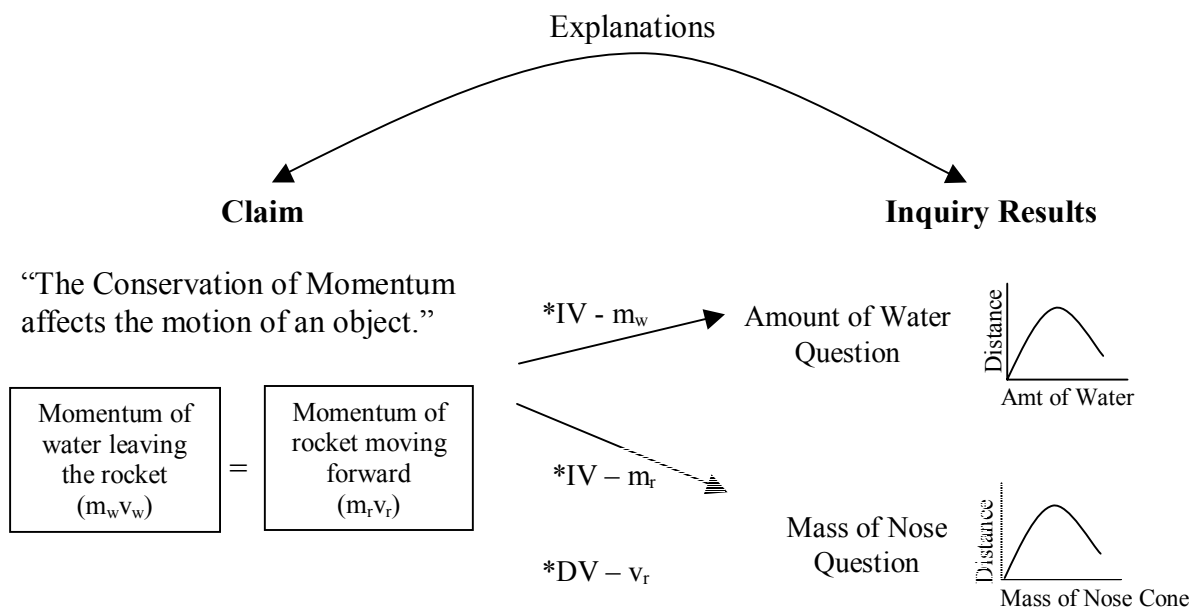 Explanations
Claim
Inquiry Results
“The Conservation of Momentum
affects the motion of an object.”
*IV - mw
Amount of Water
Question
Distance
Amt of Water
Momentum of
water leaving
the rocket
(mwvw)
=
Momentum of
rocket moving
forward
(mrvr)
*IV – mr
Mass of Nose
Question
Distance
Mass of Nose Cone
*DV – vr